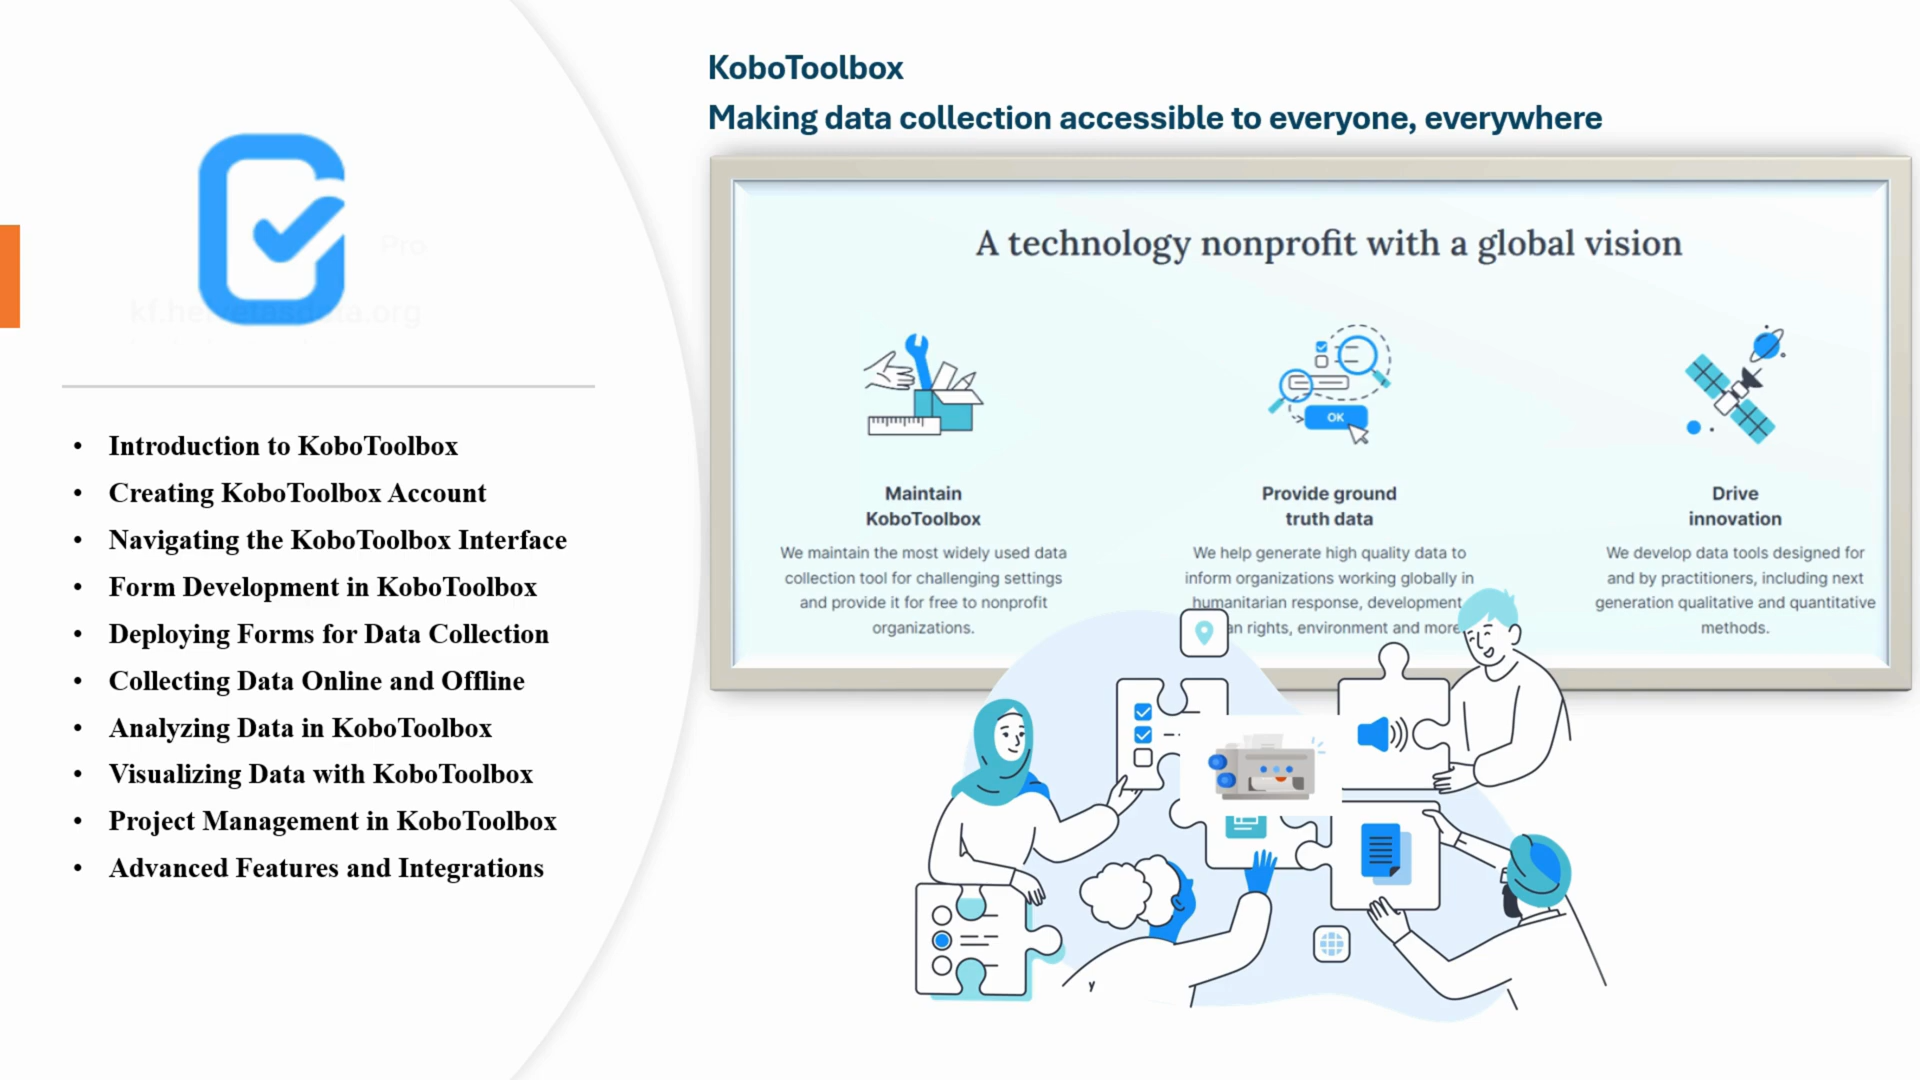 Pro
• Introduction to KoboToolbox
• Creating KoboToolbox Account
• Navigating the KoboToolbox Interface
• Form Development in KoboToolbox
• Deploying Forms for Data Collection
• Collecting Data Online and Offline
• Analyzing Data in KoboToolbox
• Visualizing Data with KoboToolbox
• Project Management in KoboToolbox
• Advanced Features and Integrations
KoboToolbox
Making data collection accessible to everyone, everywhere
A technology nonprofit with a global vision
Maintain
KoboToolbox
We maintain the most widely used data
collection tool for challenging settings
and provide it for free to nonprofit
organizations.
OK
Provide ground
truth data
We help generate high quality data to
inform organizations working globally in
humanitarian response, development
rights, environment and more
Drive
innovation
We develop data tools designed for
and by practitioners, including next
generation qualitative and quantitative
methods.